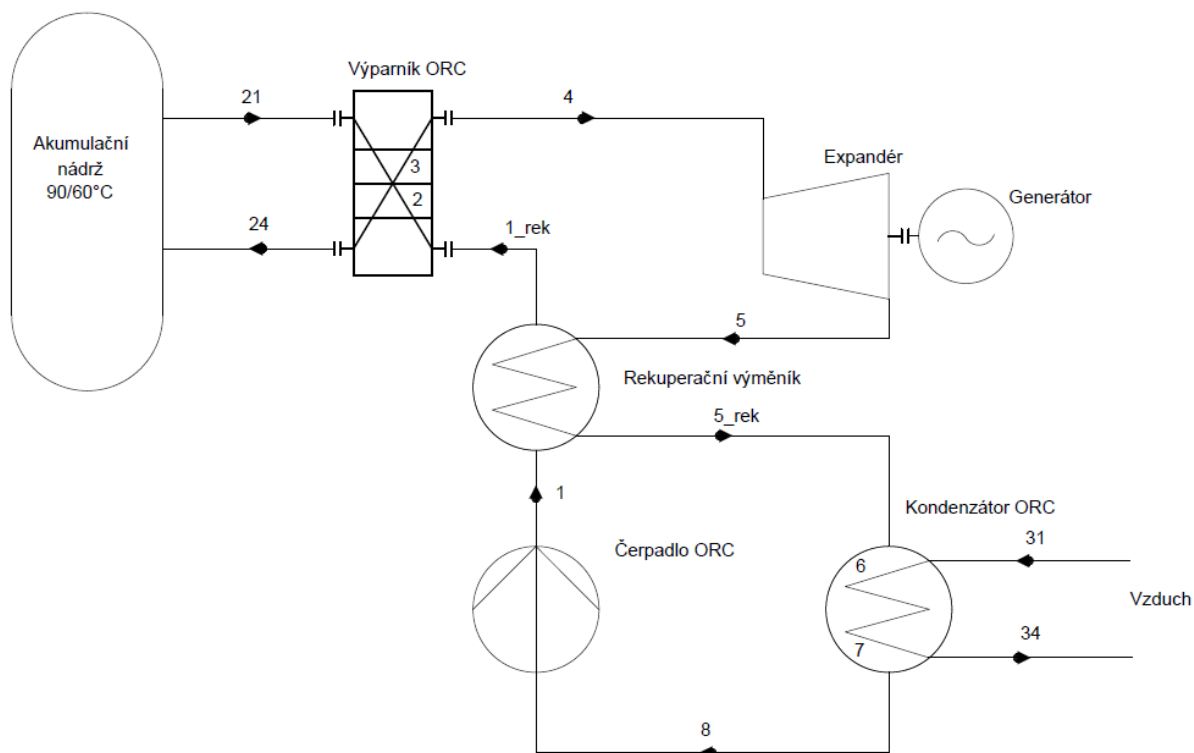 Výparník ORC
21
4
Akumulační
nádrž
90/60°C
3
2
Expandér
Generátor
24
1_rek
5
Rekuperační výměník
5_rek
1
Kondenzátor ORC
31
Čerpadlo ORC
6
Vzduch
7
34
8